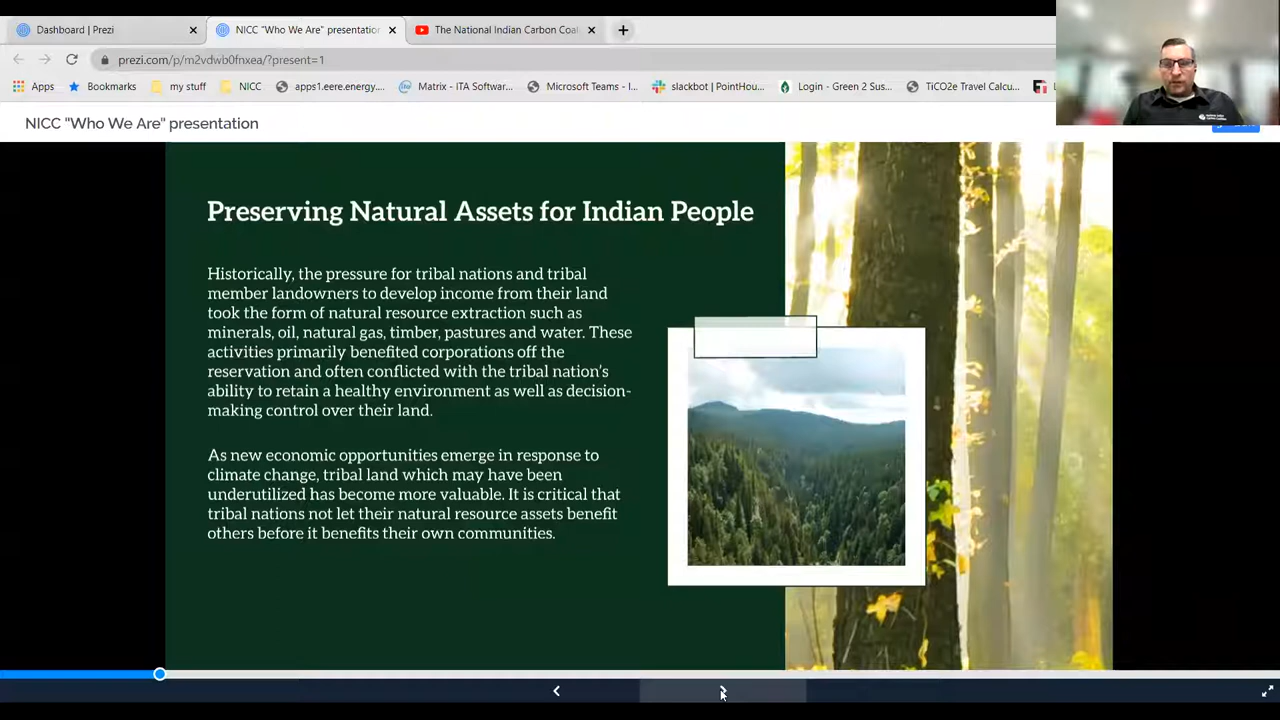 Dashboard | Prezi
NICC "Who We Are" presentation
The National Indian Carbon Coal
prezi.com/p/m2vdwb0fnxea/?present=1
Apps
Bookmarks
my stuff
NICC
apps1.eere.energy....
Matrix - ITA Softwar...
Microsoft Teams - l...
slackbot | PointHou...
Login - Green 2 Sus...
TiCO2e Travel Calcu...
NICC "Who We Are" presentation
Preserving Natural Assets for Indian People
Historically, the pressure for tribal nations and tribal
member landowners to develop income from their land
took the form of natural resource extraction such as
minerals, oil, natural gas, timber, pastures and water. These
activities primarily benefited corporations off the
reservation and often conflicted with the tribal nation's
ability to retain a healthy environment as well as decision-
making control over their land.
As new economic opportunities emerge in response to
climate change, tribal land which may have been
underutilized has become more valuable. It is critical that
tribal nations not let their natural resource assets benefit
others before it benefits their own communities.